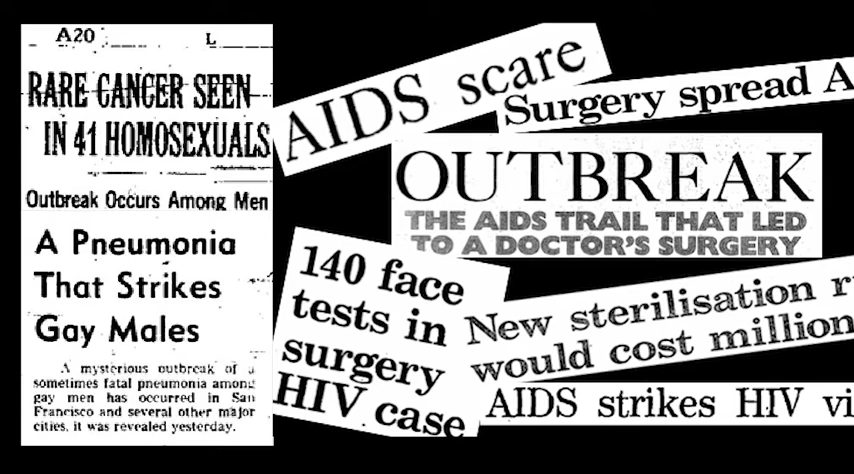 A20
L
RARE CANCER SEEN
IN 41 HOMOSEXUALS
Outbreak Occurs Among Men
A Pneumonia
That Strikes
Gay Males
A mysterious outbreak of a
sometimes fatal pneumonia among
gay men has occurred in San
Francisco and several other major
cities, it was revealed yesterday.
AIDS scare
Surgery spread A
OUTBREAK
THE AIDS TRAIL THAT LED
TO A DOCTOR'S SURGERY
140 face
tests in
surgery
HIV case
New sterilisation r
would cost million
AIDS strikes HIV vi